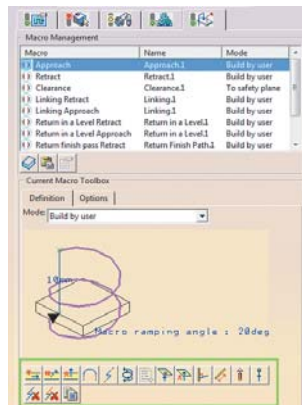 Macro Management
Macro Name Mode
Approach Approach.1 Build by user
Retract Retract.1 Build by user
Clearance Clearance.1 To safety plane
Linking Retract Linking.1 Build by user
Linking Approach Linking.1 Build by user
Return in a Level Retract Return in a Level.1 Build by user
Return in a Level Approach Return in a Level.1 Build by user
Return finish pass Retract Return Finish Path.1 Build by user
Current Macro Toolbox
Definition Options
Mode: Build by user
10mm
Macro ramping angle : 20deg